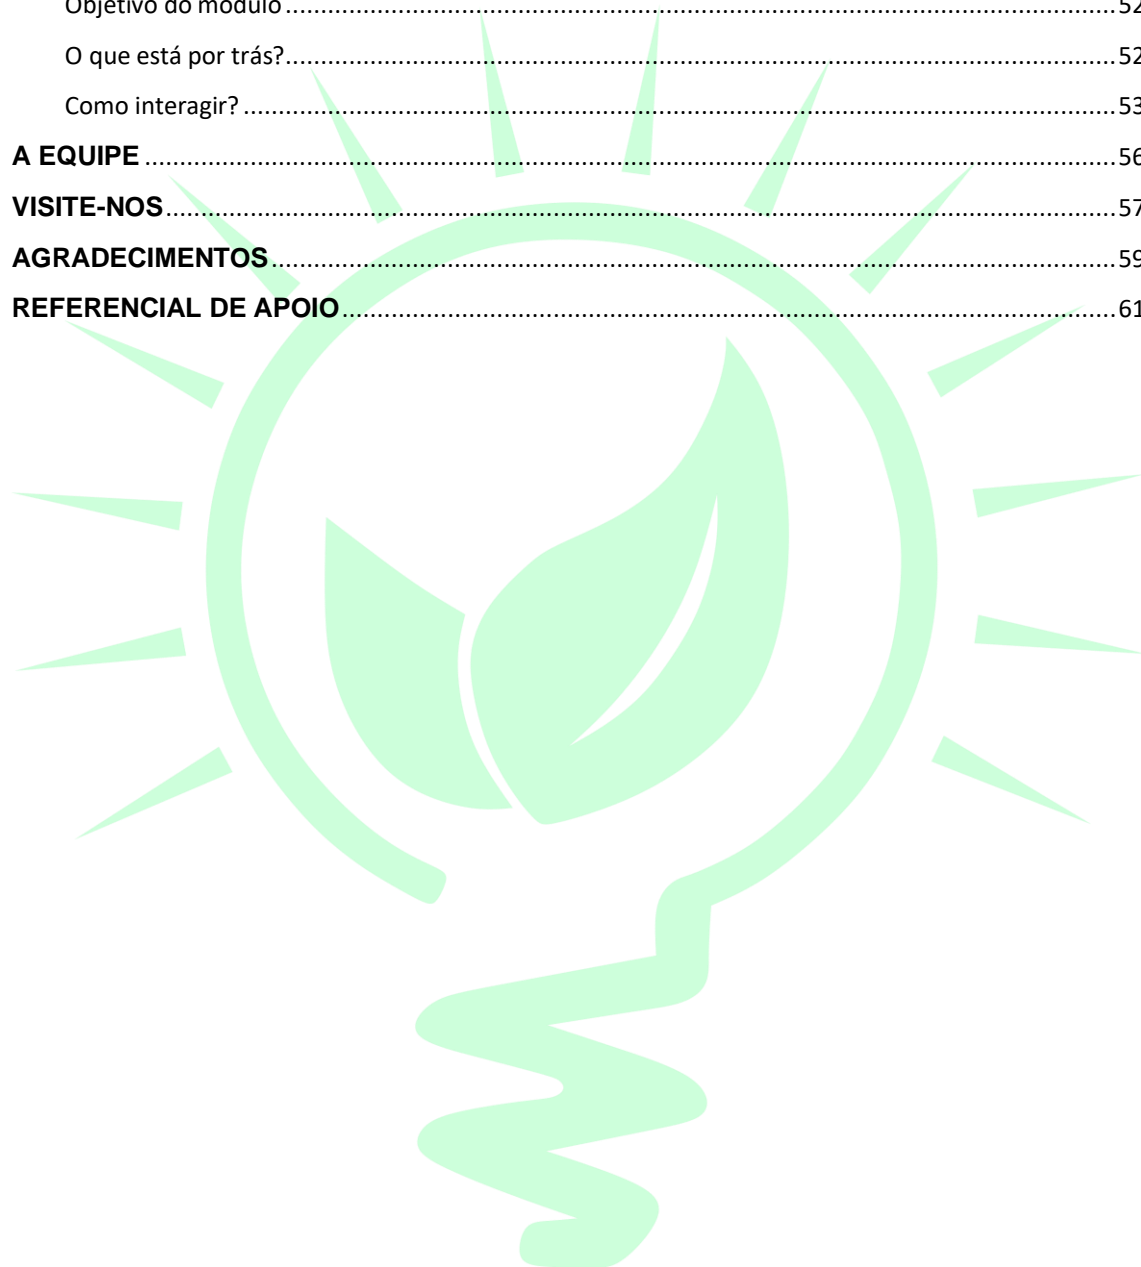 Objetivo do módulo ........ 52
O que está por trás? ........ 52
Como interagir? ........ 53
A EQUIPE ........ 56
VISITE-NOS ........ 57
AGRADECIMENTOS ........ 59
REFERENCIAL DE APOIO ........ 61